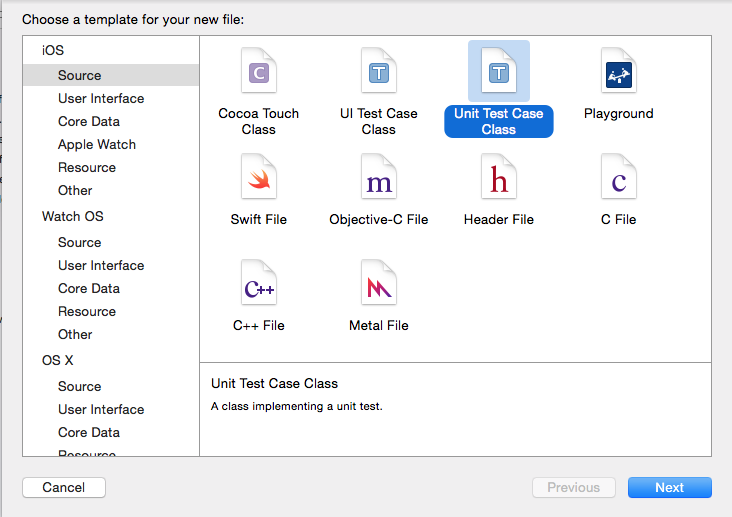 Choose a template for your new file:
iOS
Source
User Interface
Core Data
Apple Watch
Resource
Other
Watch OS
Source
User Interface
Core Data
Resource
Other
OS X
Source
User Interface
Core Data
Resource
C
Cocoa Touch
Class
T
UI Test Case
Class
T
Unit Test Case
Class
Playground
Swift File
m
Objective-C File
h
Header File
c
C File
C++
C++ File
Metal File
Unit Test Case Class
A class implementing a unit test.
Cancel
Previous
Next